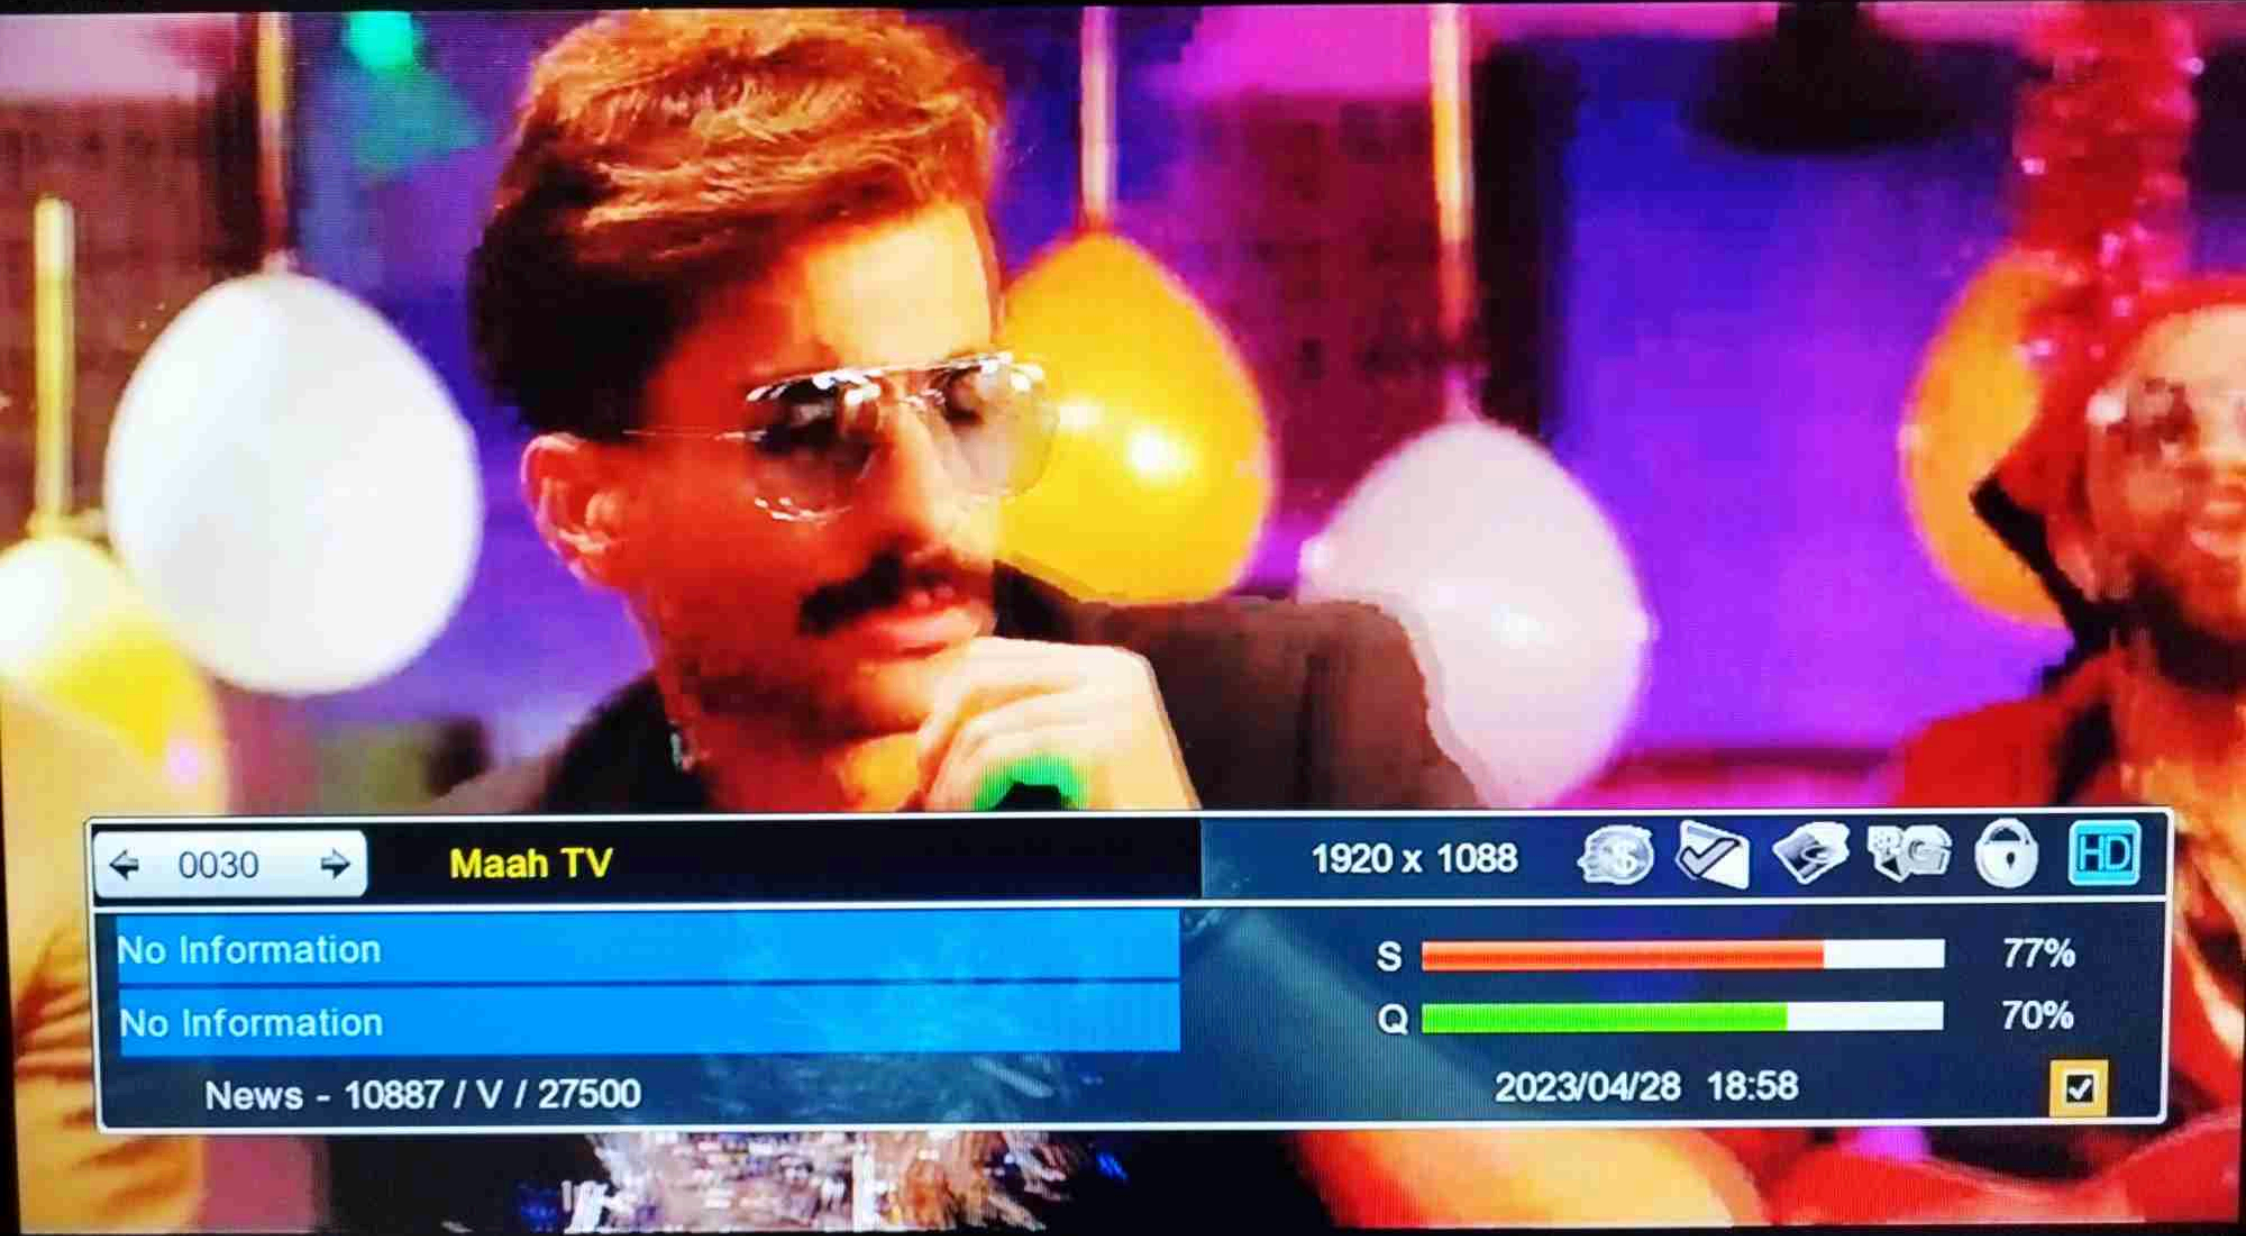 0030 Maah TV 1920 x 1088 HD
No Information
S 77%
No Information
Q 70%
News - 10887 / V / 27500
2023/04/28 18:58